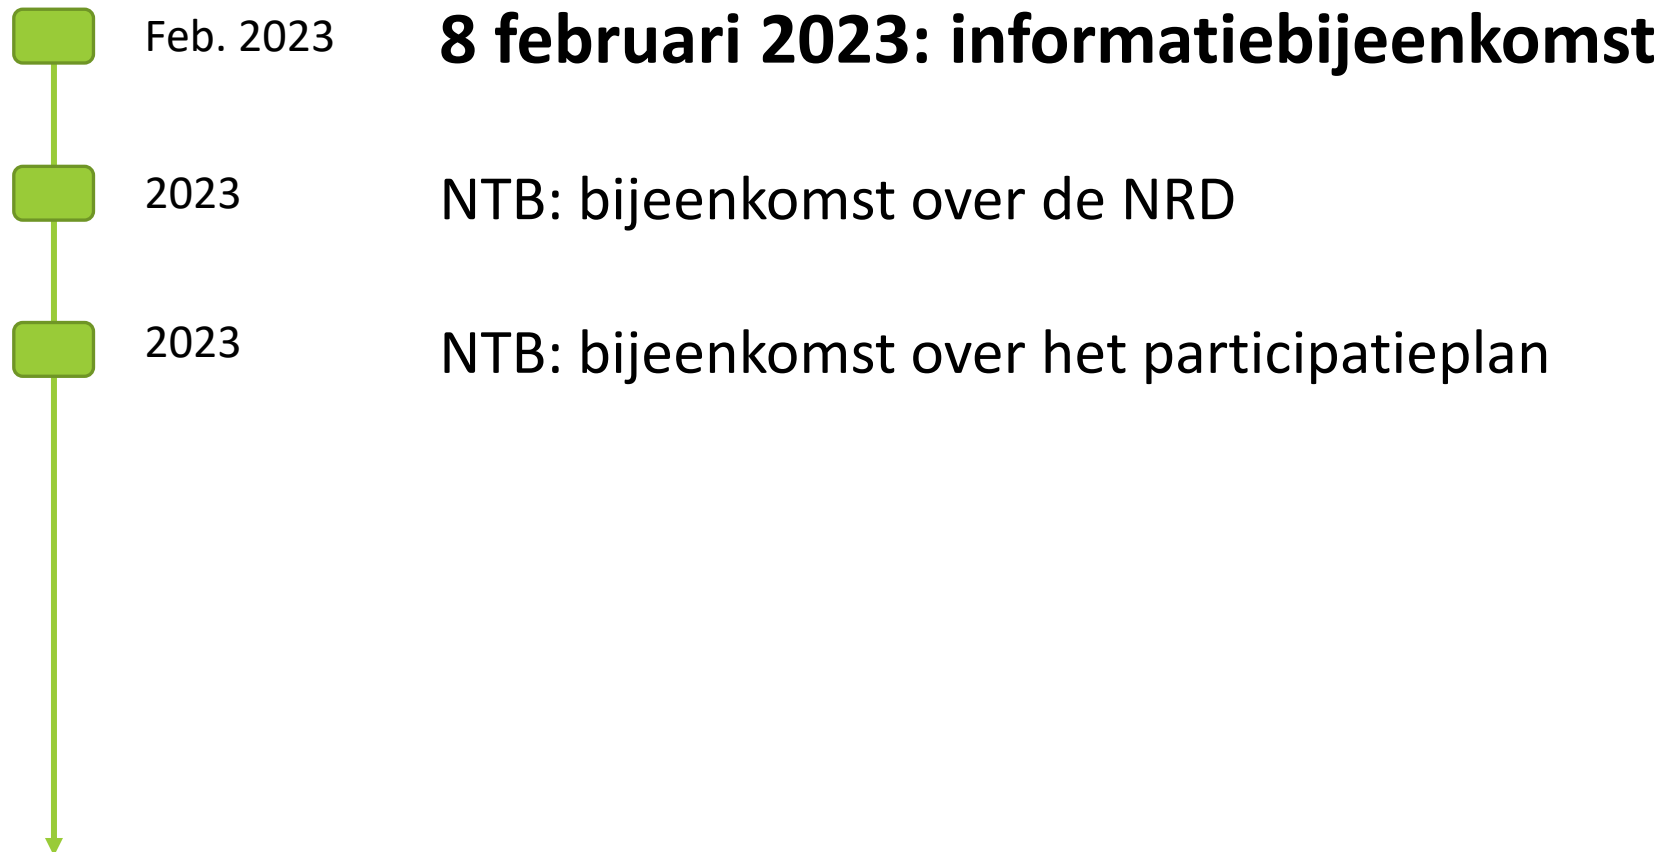 Feb. 2023 8 februari 2023: informatiebijeenkomst
2023 NTB: bijeenkomst over de NRD
2023 NTB: bijeenkomst over het participatieplan